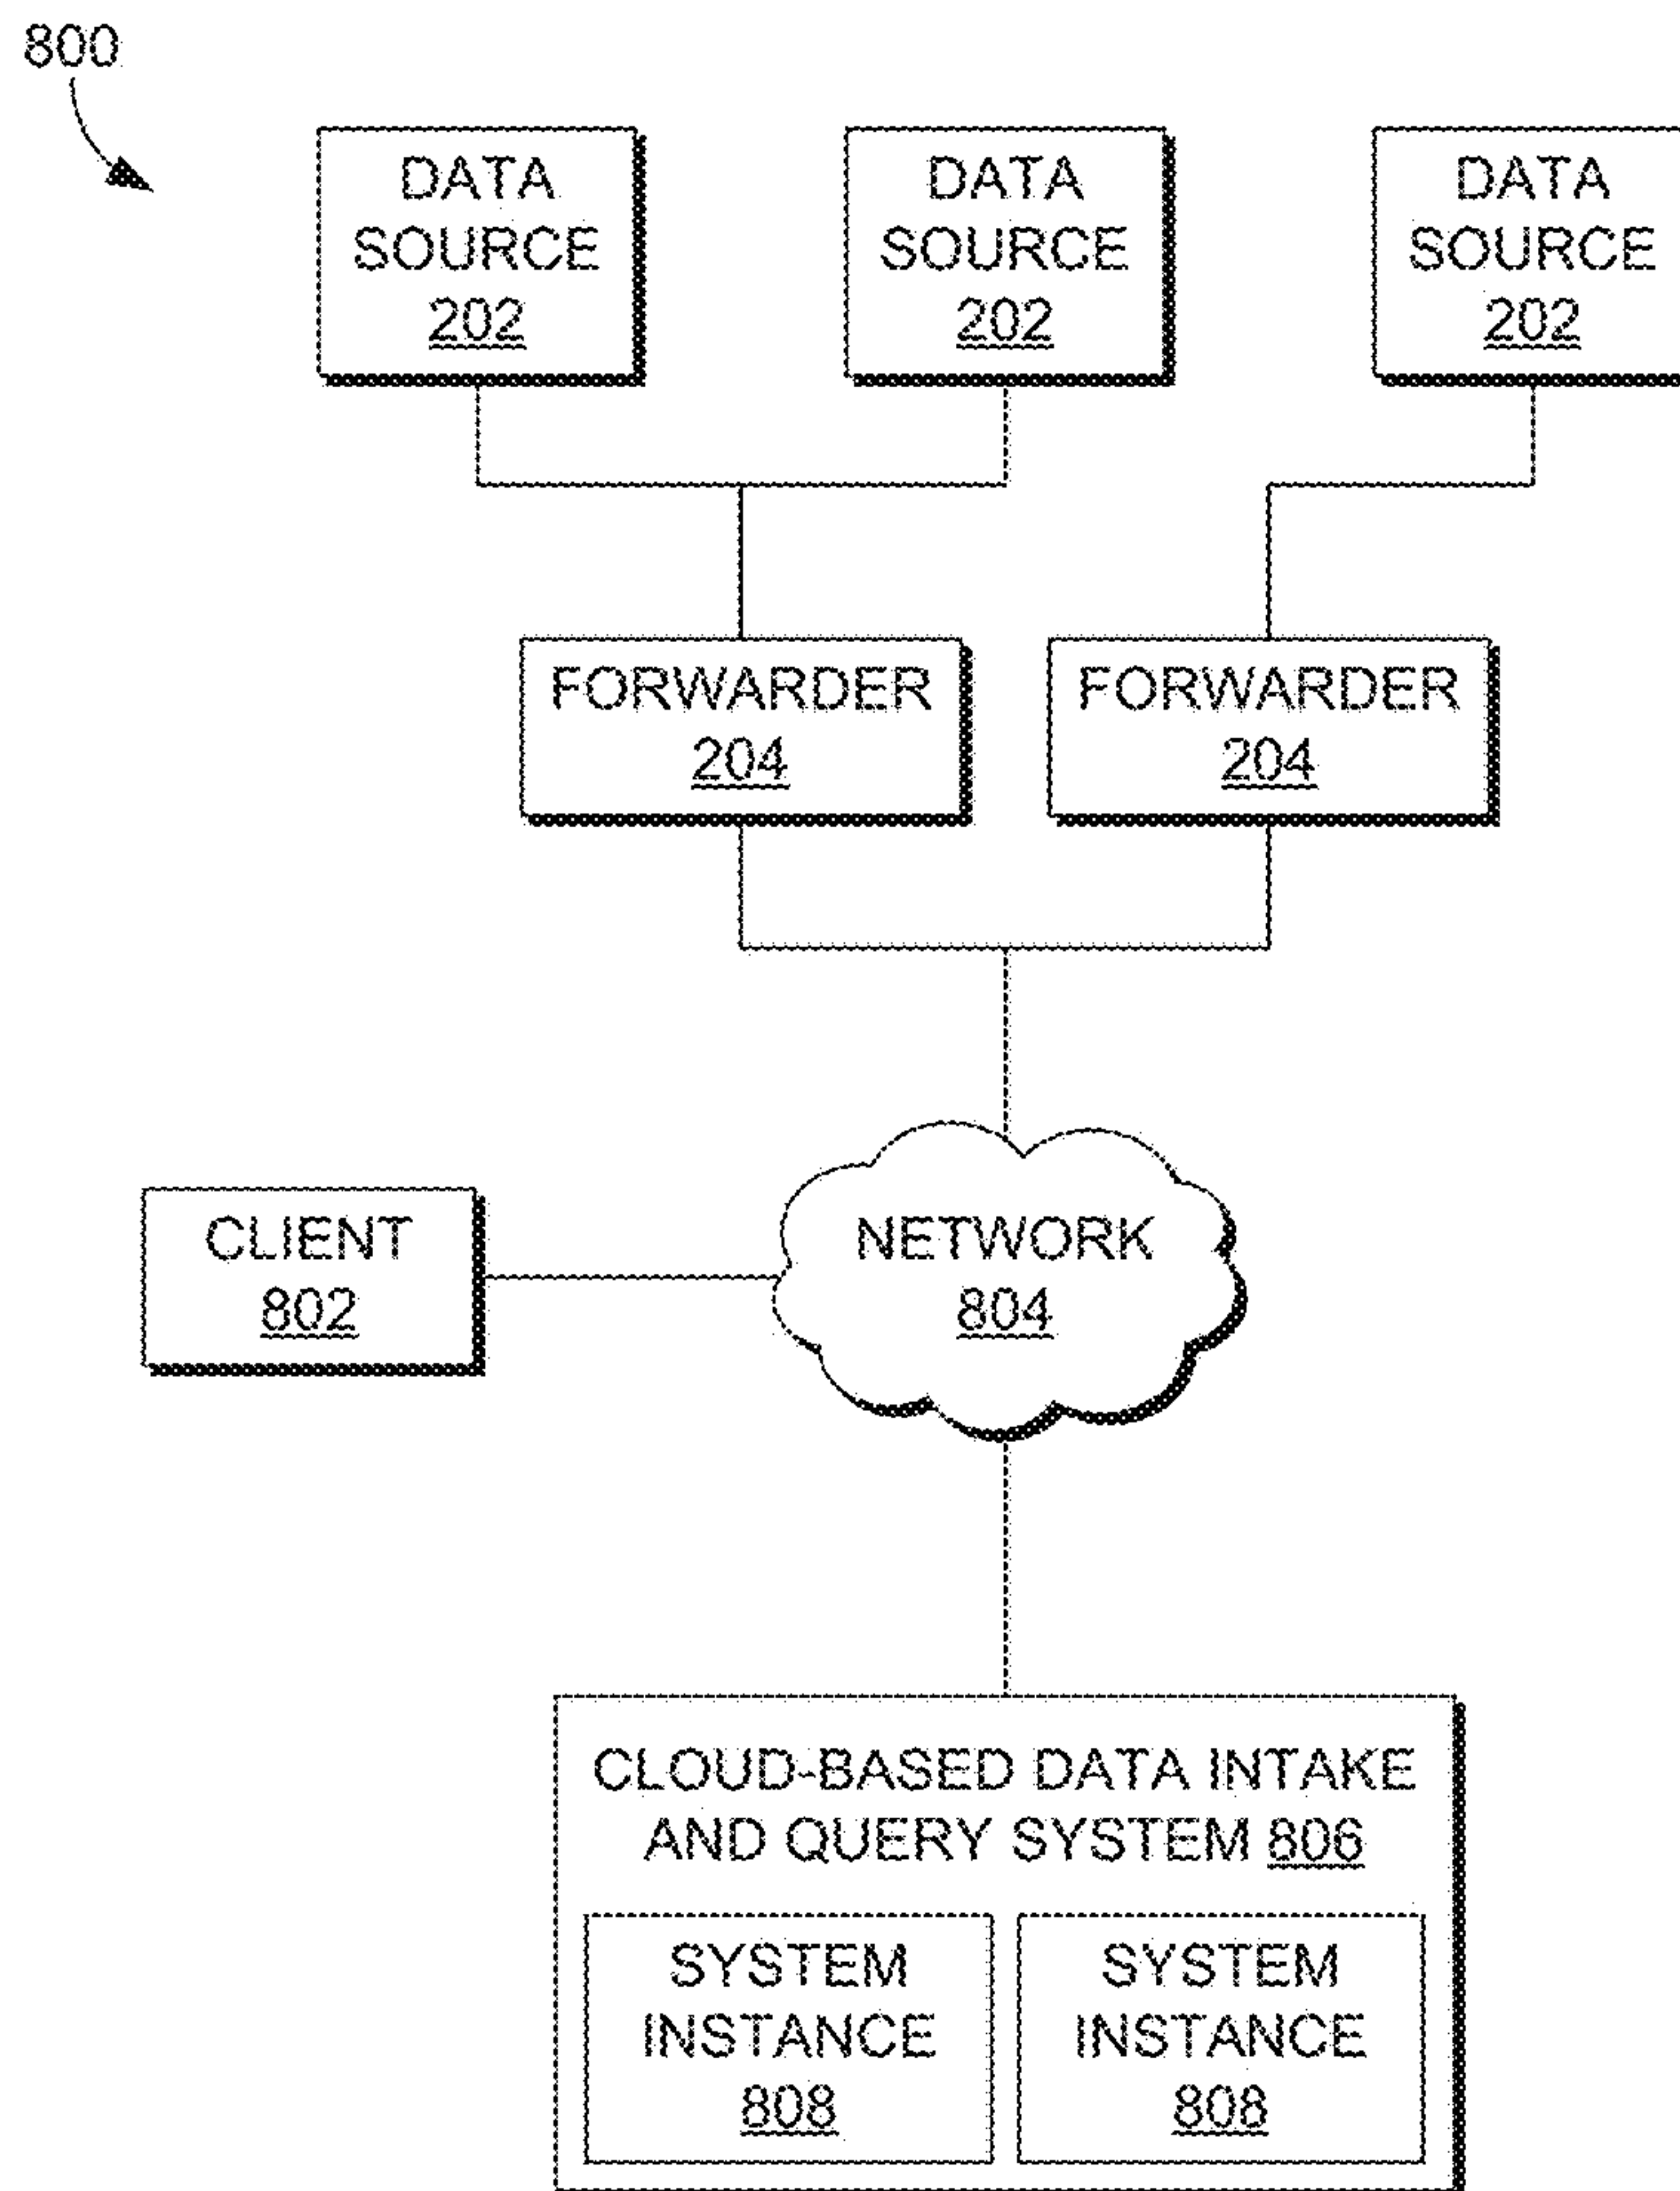 800
DATA
SOURCE
202
DATA
SOURCE
202
DATA
SOURCE
202
FORWARDER
204
FORWARDER
204
CLIENT
802
NETWORK
804
CLOUD-BASED DATA INTAKE
AND QUERY SYSTEM 806
SYSTEM
INSTANCE
808
SYSTEM
INSTANCE
808